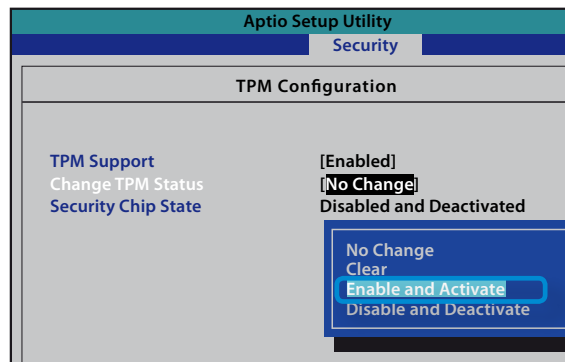 Aptio Setup Utility
Security
TPM Configuration
TPM Support [Enabled]
Change TPM Status [No Change]
Security Chip State Disabled and Deactivated
No Change
Clear
Enable and Activate
Disable and Deactivate